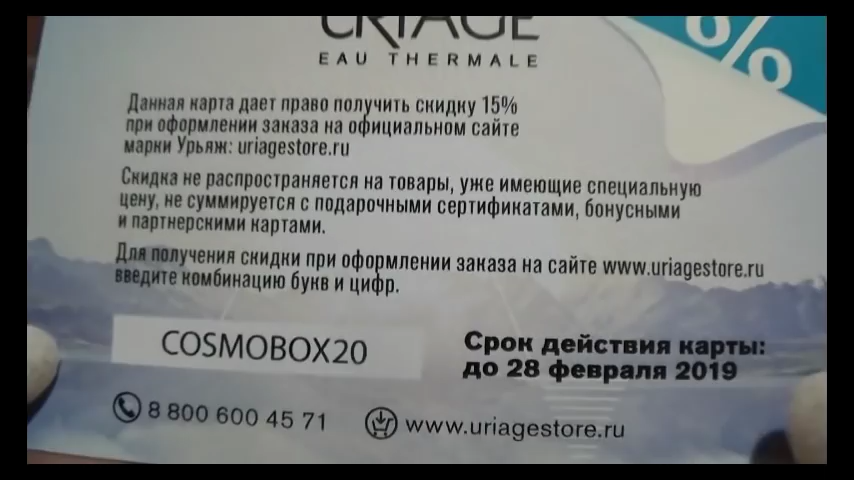 URIAGE
EAU THERMALE
%
Данная карта дает право получить скидку 15%
при оформлении заказа на официальном сайте
марки Урьяж: uriagestore.ru
Скидка не распространяется на товары, уже имеющие специальную
цену, не суммируется с подарочными сертификатами, бонусными
и партнерскими картами.
Для получения скидки при оформлении заказа на сайте www.uriagestore.ru
введите комбинацию букв и цифр.
COSMOBOX20
Срок действия карты:
до 28 февраля 2019
8 800 600 45 71
www.uriagestore.ru